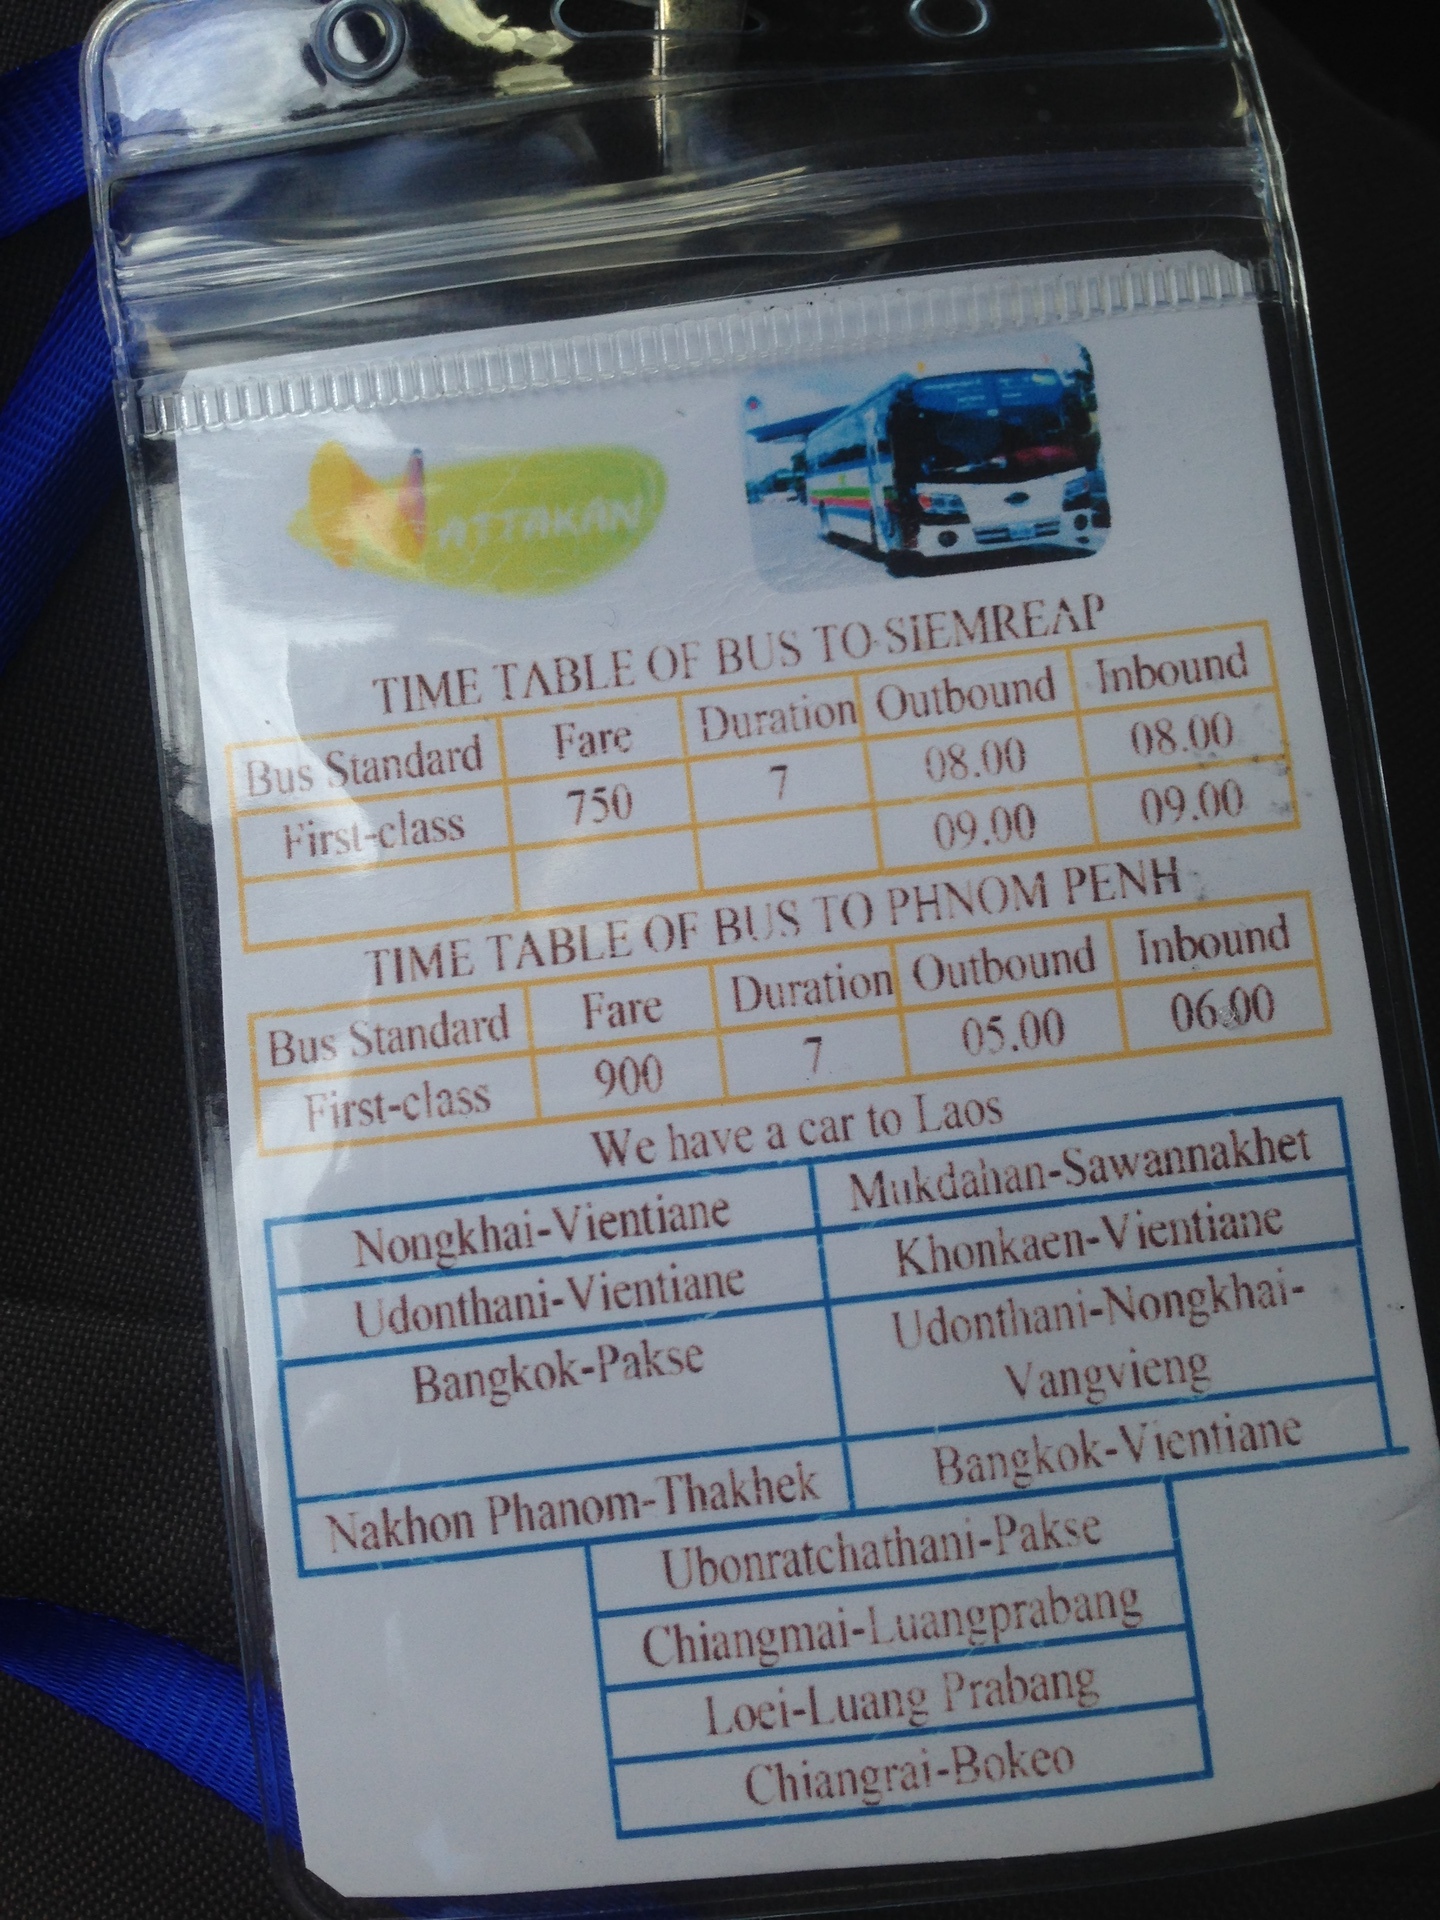 NATTAKAN
TIME TABLE OF BUS TO SIEMREAP
Bus Standard Fare Duration Outbound Inbound
First-class 750 7 08.00 08.00
09.00 09.00
TIME TABLE OF BUS TO PHNOM PENH
Bus Standard Fare Duration Outbound Inbound
First-class 900 7 05.00 06.00
We have a car to Laos
Nongkhai-Vientiane Mukdahan-Sawannakhet
Udonthani-Vientiane Khonkaen-Vientiane
Bangkok-Pakse Udonthani-Nongkhai-
Vangvieng
Nakhon Phanom-Thakhek Bangkok-Vientiane
Ubonratchathani-Pakse
Chiangmai-Luangprabang
Loei-Luang Prabang
Chiangrai-Bokeo